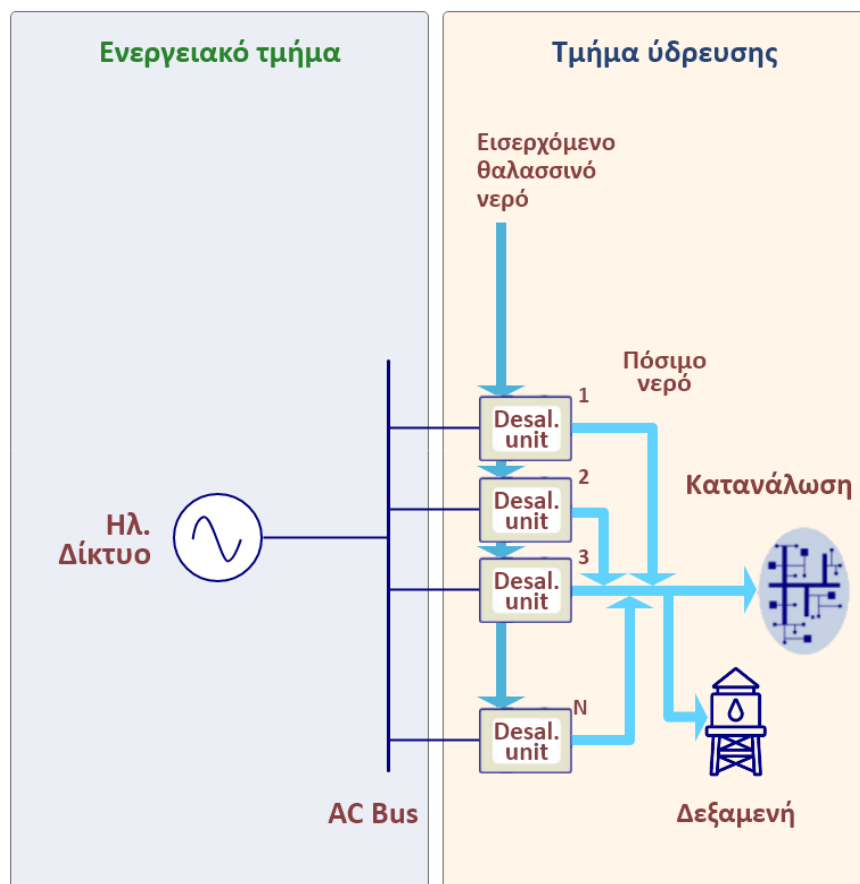 Ενεργειακό τμήμα
Τμήμα ύδρευσης
Εισερχόμενο
θαλασσινό
νερό
Πόσιμο
νερό
1
Desal.
unit
2
Desal.
unit
Κατανάλωση
Ηλ.
Δίκτυο
3
Desal.
unit
N
Desal.
unit
AC Bus
Δεξαμενή